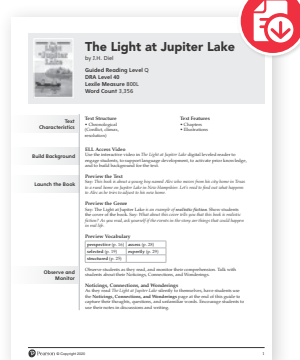 The Light at Jupiter Lake
by J.H. Diel
Guided Reading Level Q
DRA Level 40
Lexile Measure 800L
Word Count 3,356
Text
Characteristics
Text Structure
• Chronological
(Conflict, climax,
resolution)
Text Features
• Chapters
• Illustrations
Build Background
ELL Access Video
Use the interactive video in The Light at Jupiter Lake digital leveled reader to
engage students, to support language development, to activate prior knowledge,
and to build background for the text.
Launch the Book
Preview the Text
Say: This book is about a young boy named Alex who moves from his city home in Texas
to a rural home on Jupiter Lake in New Hampshire. Let's read to find out what happens
to Alex as he tries to adjust to his new home.
Preview the Genre
Say: The Light at Jupiter Lake is an example of realistic fiction. Show students
the cover of the book. Say: What about this cover tells you that this book is realistic
fiction? As you read, ask yourself if the events in the story are things that could happen
in real life.
Preview Vocabulary
perspective (p. 16)
access (p. 28)
selected (p. 19)
expertly (p. 29)
structured (p. 20)
Observe and
Monitor
Observe students as they read, and monitor their comprehension. Talk with
students about their Noticings, Connections, and Wonderings.
Noticings, Connections, and Wonderings
As they read The Light at Jupiter Lake silently to themselves, have students use
the Noticings, Connections, and Wonderings page at the end of this guide to
capture their thoughts, questions, and unfamiliar words. Encourage students to
use their notes in discussions and writing.
Pearson © Copyright 2020
1